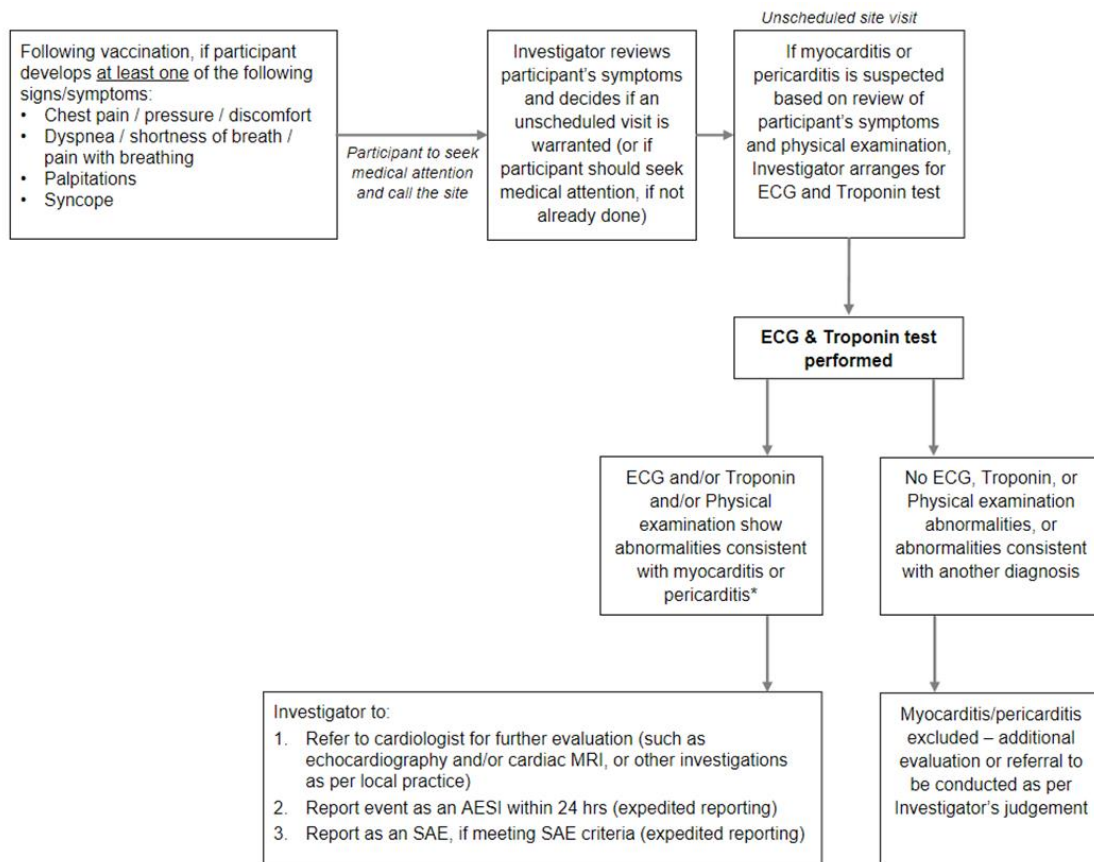 Unscheduled site visit
Following vaccination, if participant
develops at least one of the following
signs/symptoms:
• Chest pain / pressure / discomfort
• Dyspnea / shortness of breath /
pain with breathing
• Palpitations
• Syncope
Participant to seek
medical attention
and call the site
Investigator reviews
participant's symptoms
and decides if an
unscheduled visit is
warranted (or if
participant should seek
medical attention, if not
already done)
If myocarditis or
pericarditis is suspected
based on review of
participant's symptoms
and physical examination,
Investigator arranges for
ECG and Troponin test
ECG & Troponin test
performed
ECG and/or Troponin
and/or Physical
examination show
abnormalities consistent
with myocarditis or
pericarditis*
No ECG, Troponin, or
Physical examination
abnormalities, or
abnormalities consistent
with another diagnosis
Investigator to:
1. Refer to cardiologist for further evaluation (such as
echocardiography and/or cardiac MRI, or other investigations
as per local practice)
2. Report event as an AESI within 24 hrs (expedited reporting)
3. Report as an SAE, if meeting SAE criteria (expedited reporting)
Myocarditis/pericarditis
excluded – additional
evaluation or referral to
be conducted as per
Investigator's judgement